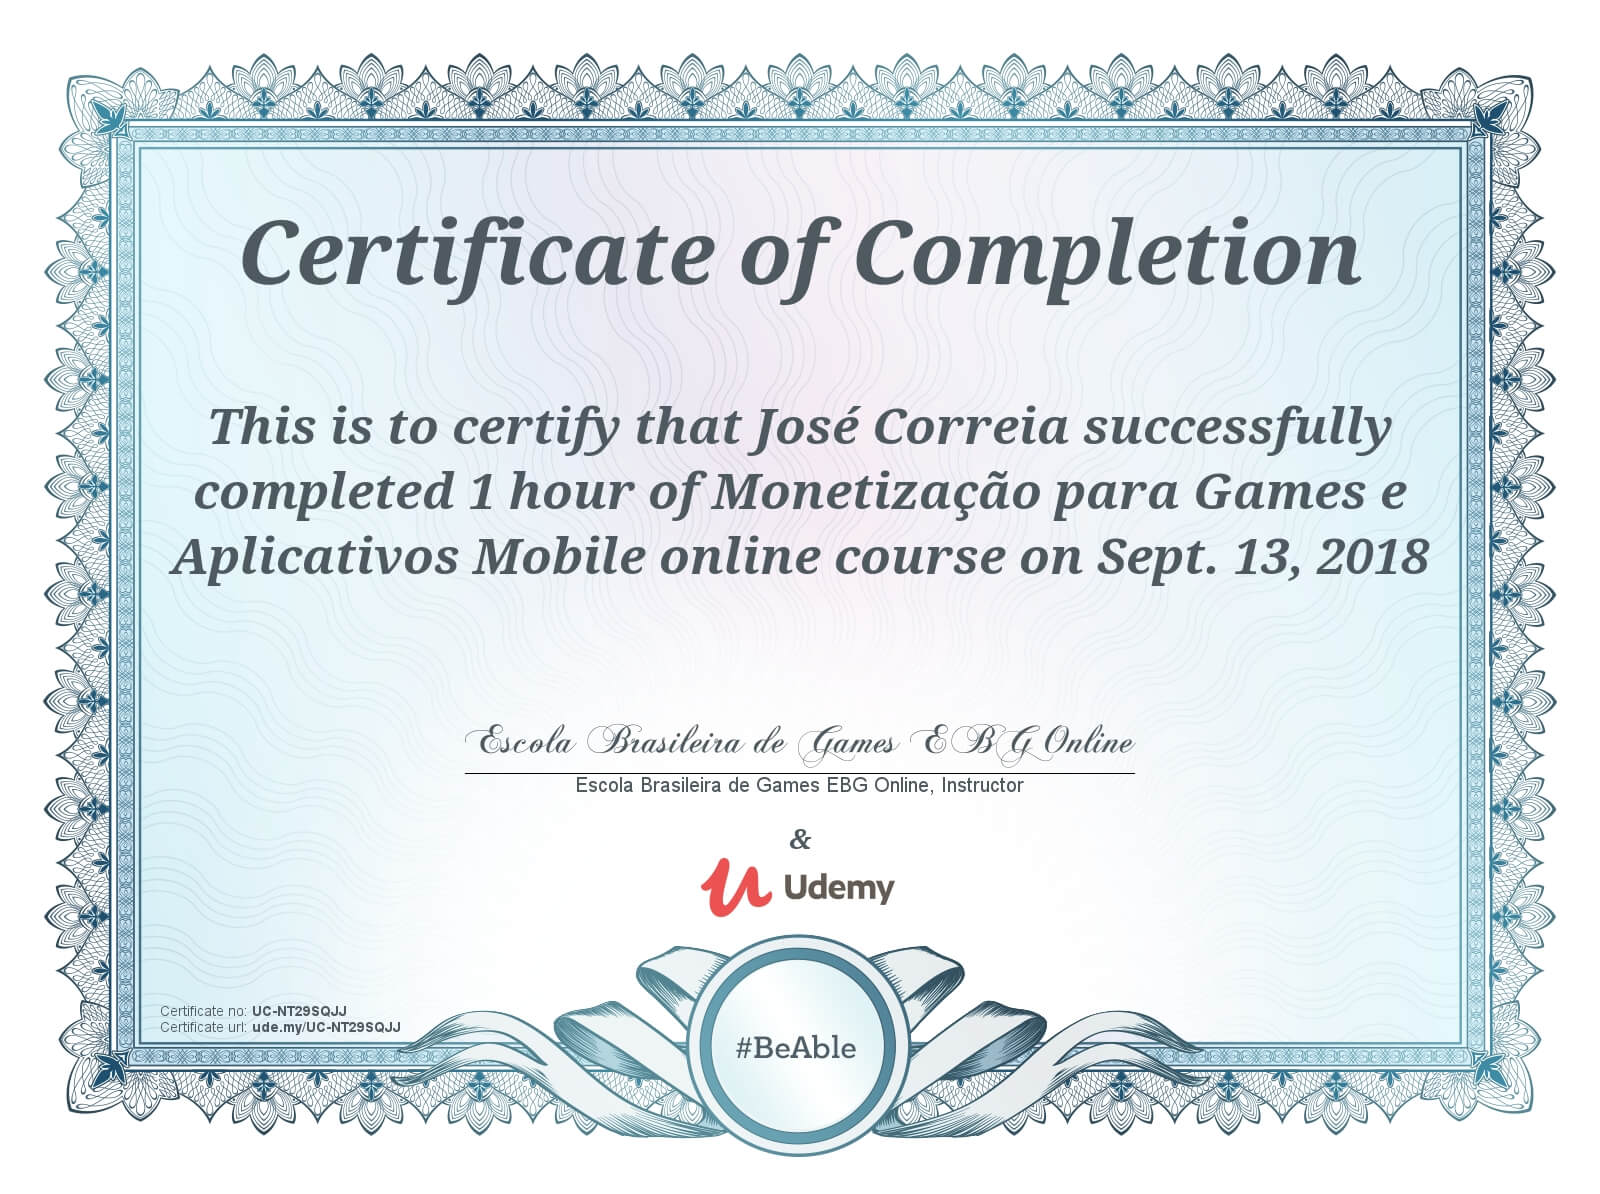 Certificate of Completion
This is to certify that José Correia successfully
completed 1 hour of Monetização para Games e
Aplicativos Mobile online course on Sept. 13, 2018
Escola Brasileira de Games EBG Online
Escola Brasileira de Games EBG Online, Instructor
&
Udemy
Certificate no: UC-NT29SQJJ
Certificate url: ude.my/UC-NT29SQJJ
#BeAble